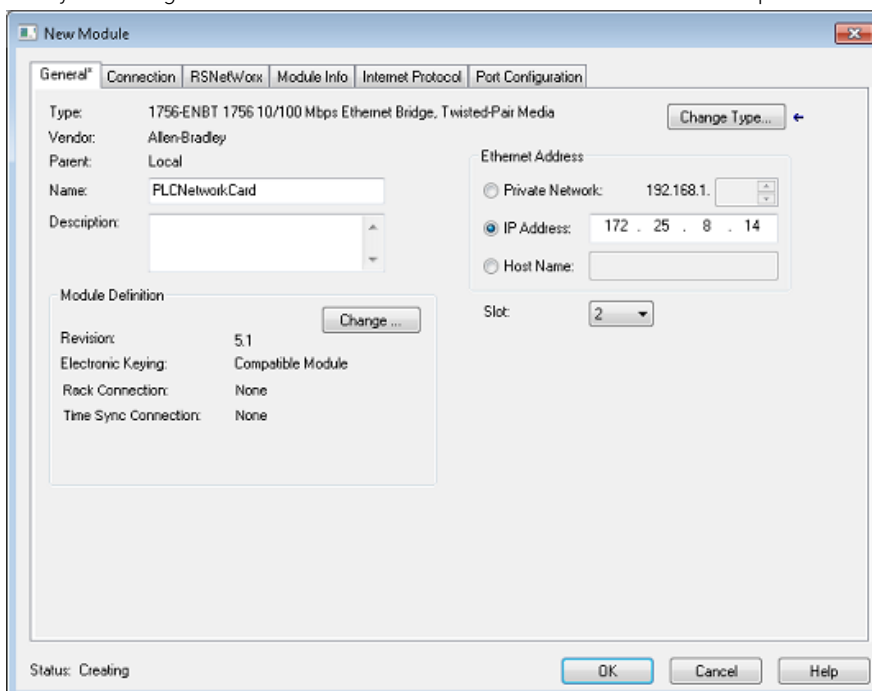 New Module
General* Connection RSNetWorx Module Info Internet Protocol Port Configuration
Type: 1756-ENBT 1756 10/100 Mbps Ethernet Bridge, Twisted-Pair Media
Change Type...
Vendor: Allen-Bradley
Parent: Local
Name: PLCNetworkCard
Description:
Ethernet Address
Private Network: 192.168.1.
IP Address: 172 . 25 . 8 . 14
Host Name:
Slot: 2
Module Definition
Change ...
Revision: 5.1
Electronic Keying: Compatible Module
Rack Connection: None
Time Sync Connection: None
Status: Creating
OK Cancel Help